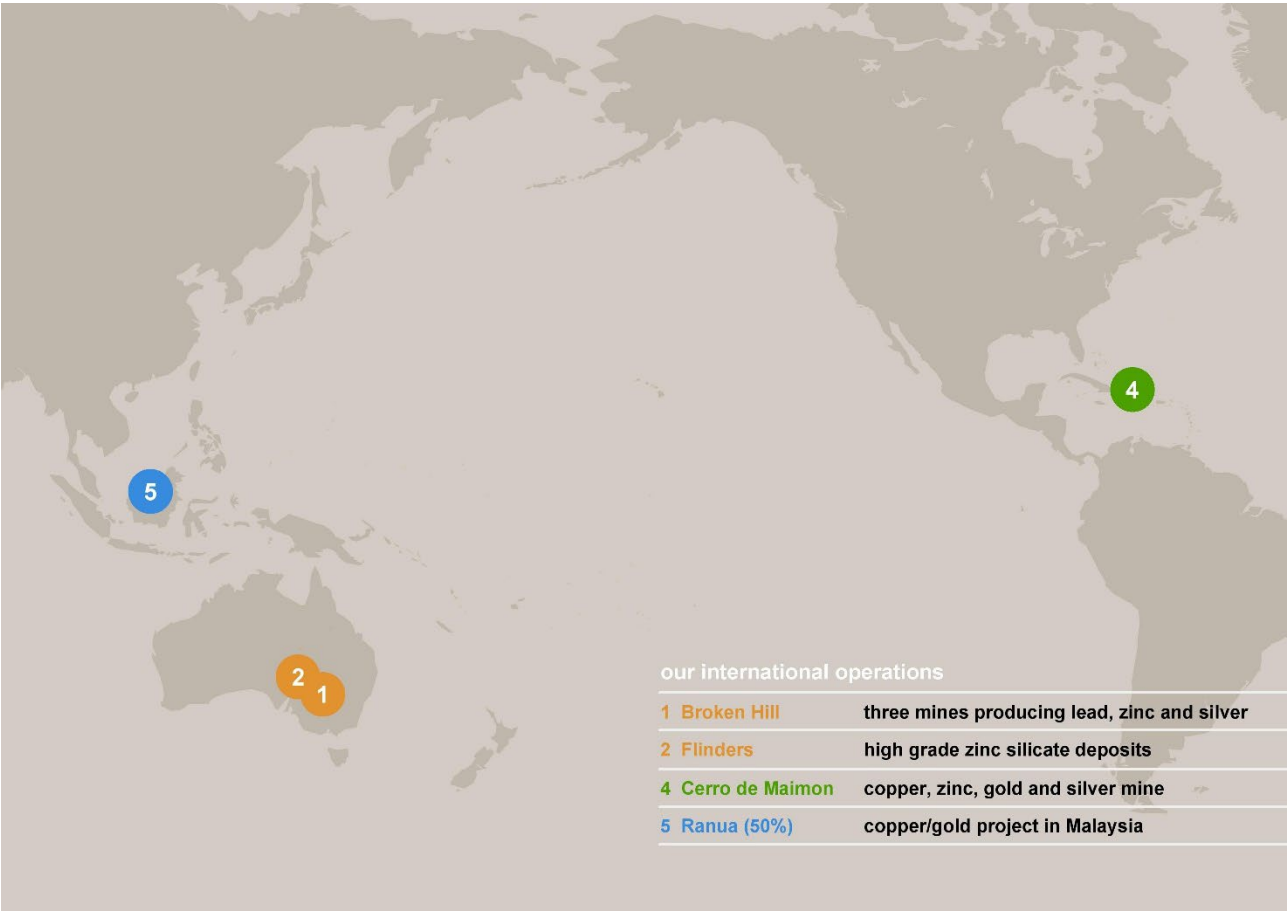 4
5
2
1
our international operations
1 Broken Hill three mines producing lead, zinc and silver
2 Flinders high grade zinc silicate deposits
4 Cerro de Maimon copper, zinc, gold and silver mine
5 Ranua (50%) copper/gold project in Malaysia